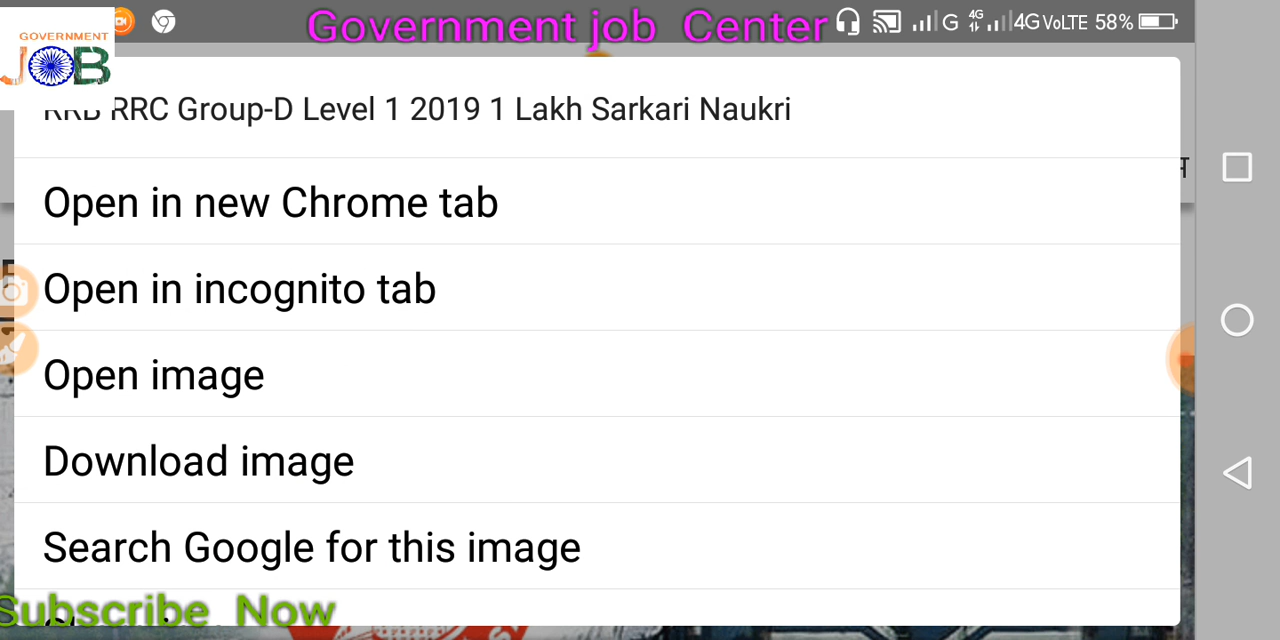 Government job Center
G 4G 4G VoLTE 58%
GOVERNMENT
JOB
RRB RRC Group-D Level 1 2019 1 Lakh Sarkari Naukri
Open in new Chrome tab
Open in incognito tab
Open image
Download image
Search Google for this image
Subscribe Now